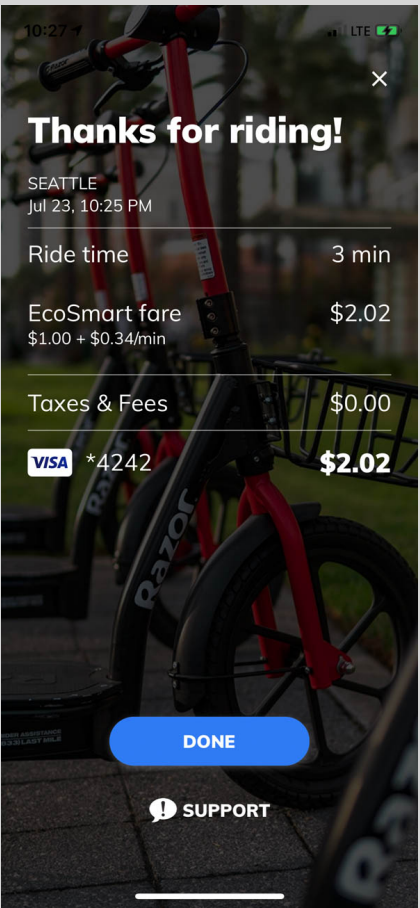 10:27
LTE
Thanks for riding!
SEATTLE
Jul 23, 10:25 PM
Ride time 3 min
EcoSmart fare $2.02
$1.00 + $0.34/min
Taxes & Fees $0.00
VISA *4242 $2.02
Razor
Razor
DONE
SUPPORT